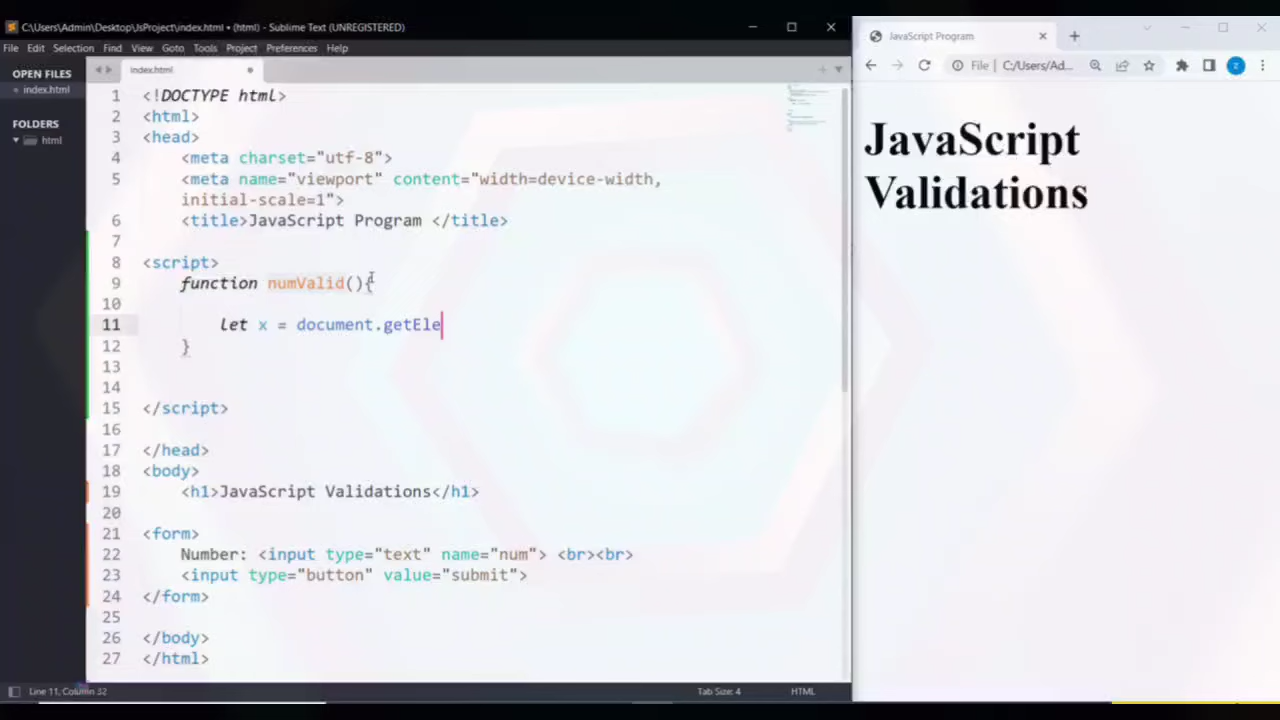 C:\Users\Admin\Desktop\JsProject\index.html • (html) - Sublime Text (UNREGISTERED)
File Edit Selection Find View Goto Tools Project Preferences Help
OPEN FILES
index.html
FOLDERS
html
index.html
1 <!DOCTYPE html>
2 <html>
3 <head>
4 <meta charset="utf-8">
5 <meta name="viewport" content="width=device-width,
initial-scale=1">
6 <title>JavaScript Program </title>
7
8 <script>
9 function numValid(){
10
11 let x = document.getEle
12 }
13
14
15 </script>
16
17 </head>
18 <body>
19 <h1>JavaScript Validations</h1>
20
21 <form>
22 Number: <input type="text" name="num"> <br><br>
23 <input type="button" value="submit">
24 </form>
25
26 </body>
27 </html>
Line 11, Column 32
Tab Size: 4
HTML
JavaScript Program
File C:/Users/Ad...
JavaScript
Validations